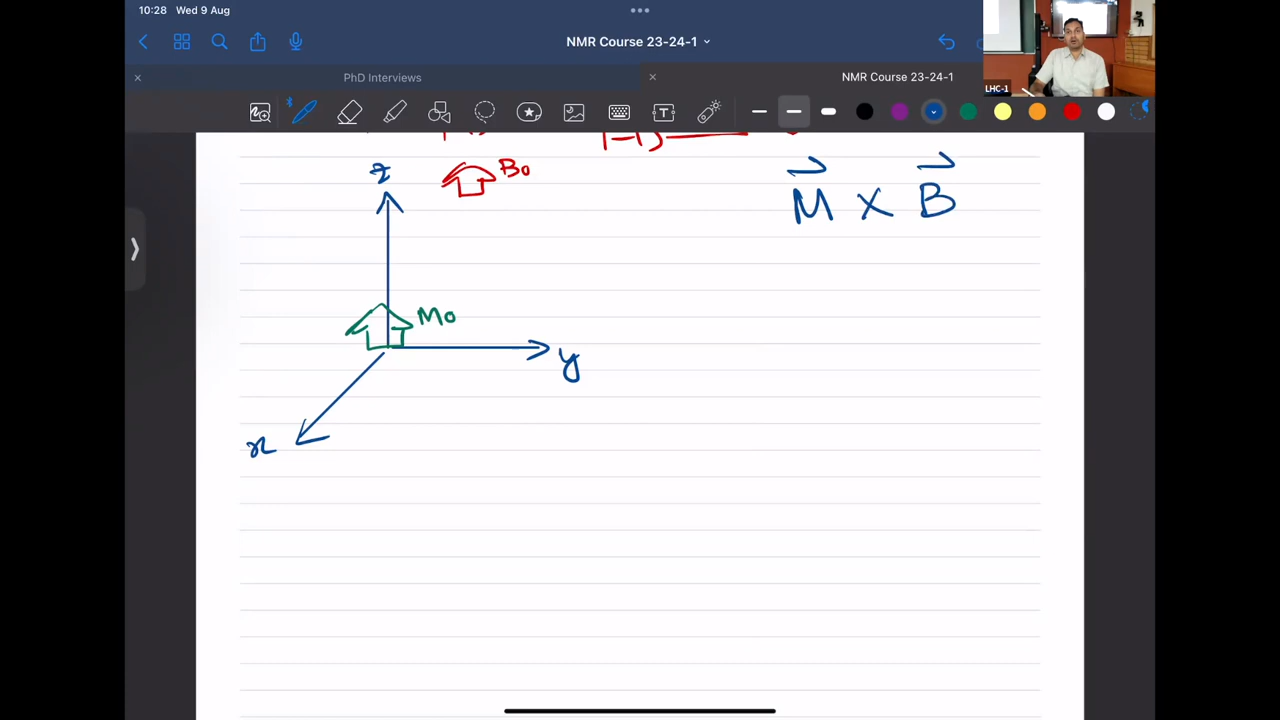 10:28 Wed 9 Aug
NMR Course 23-24-1
PhD Interviews
NMR Course 23-24-1
LHC-1
z
B0
M X B
M0
y
x